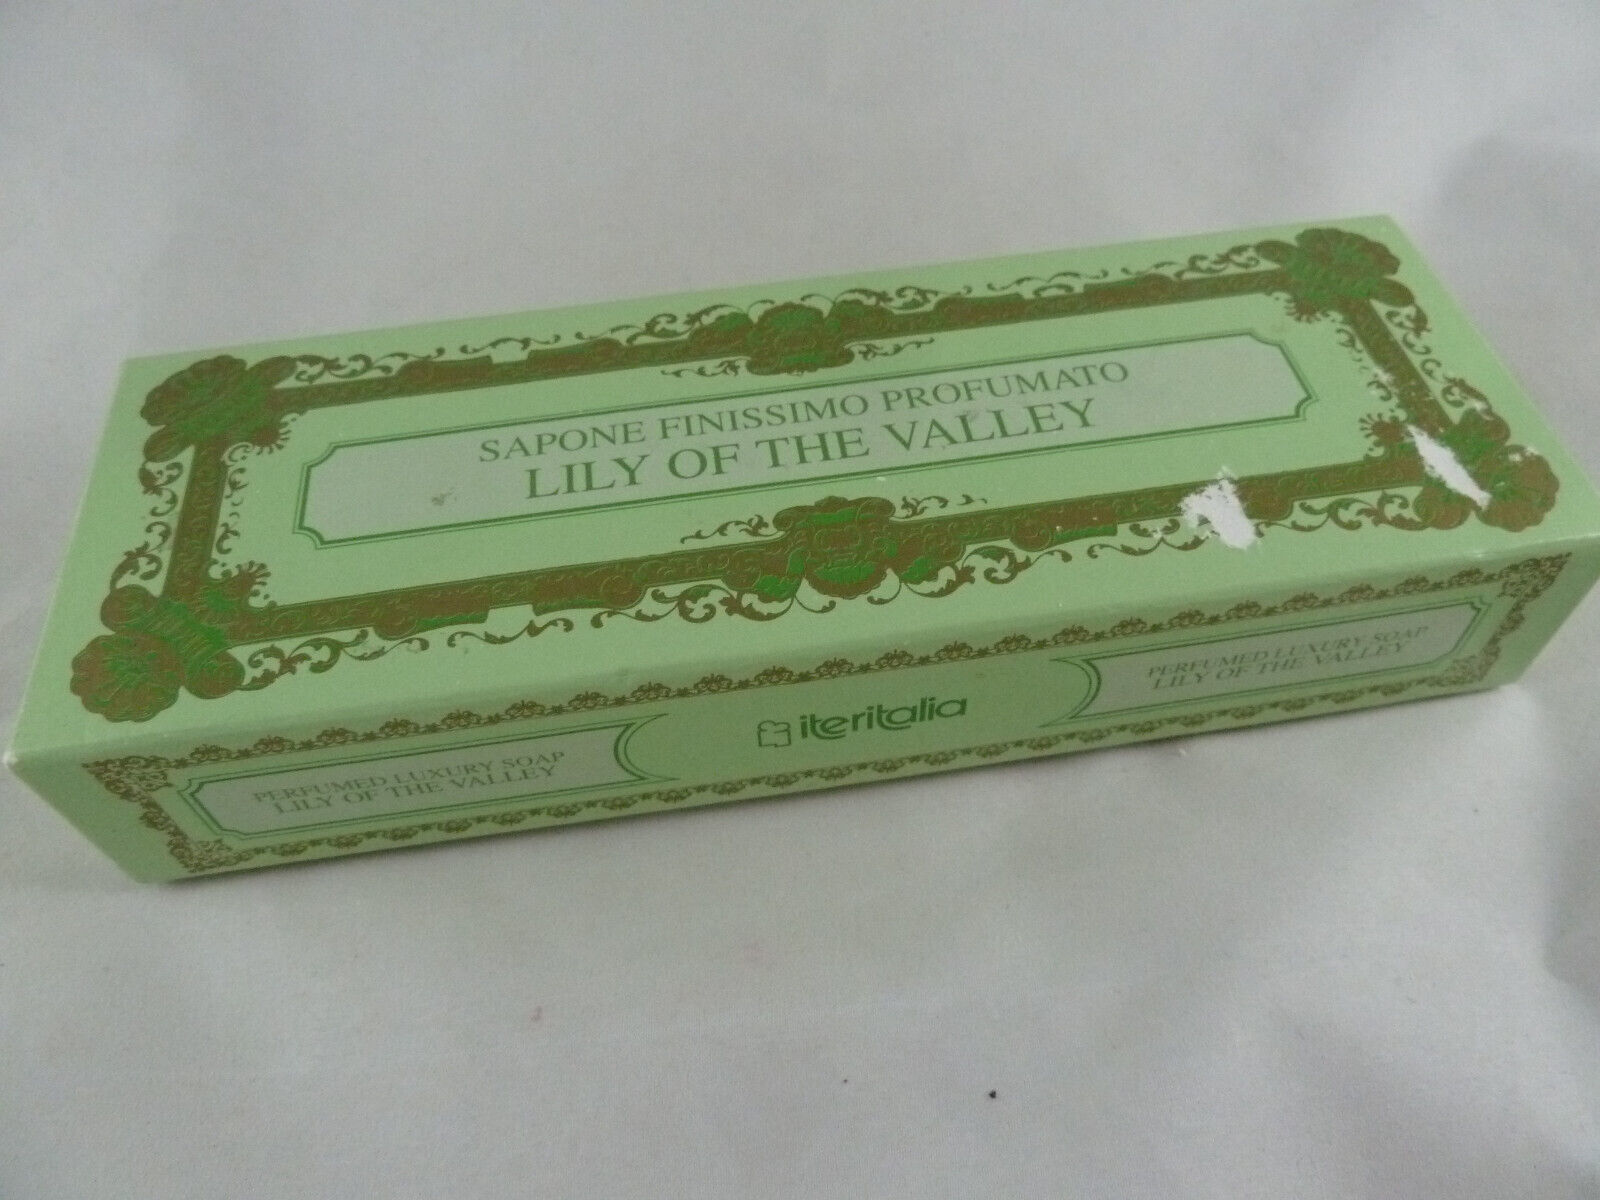 SAPONE FINISSIMO PROFUMATO
LILY OF THE VALLEY
PERFUMED LUXURY SOAP
LILY OF THE VALLEY
iteritalia
PERFUMED LUXURY SOAP
LILY OF THE VALLEY